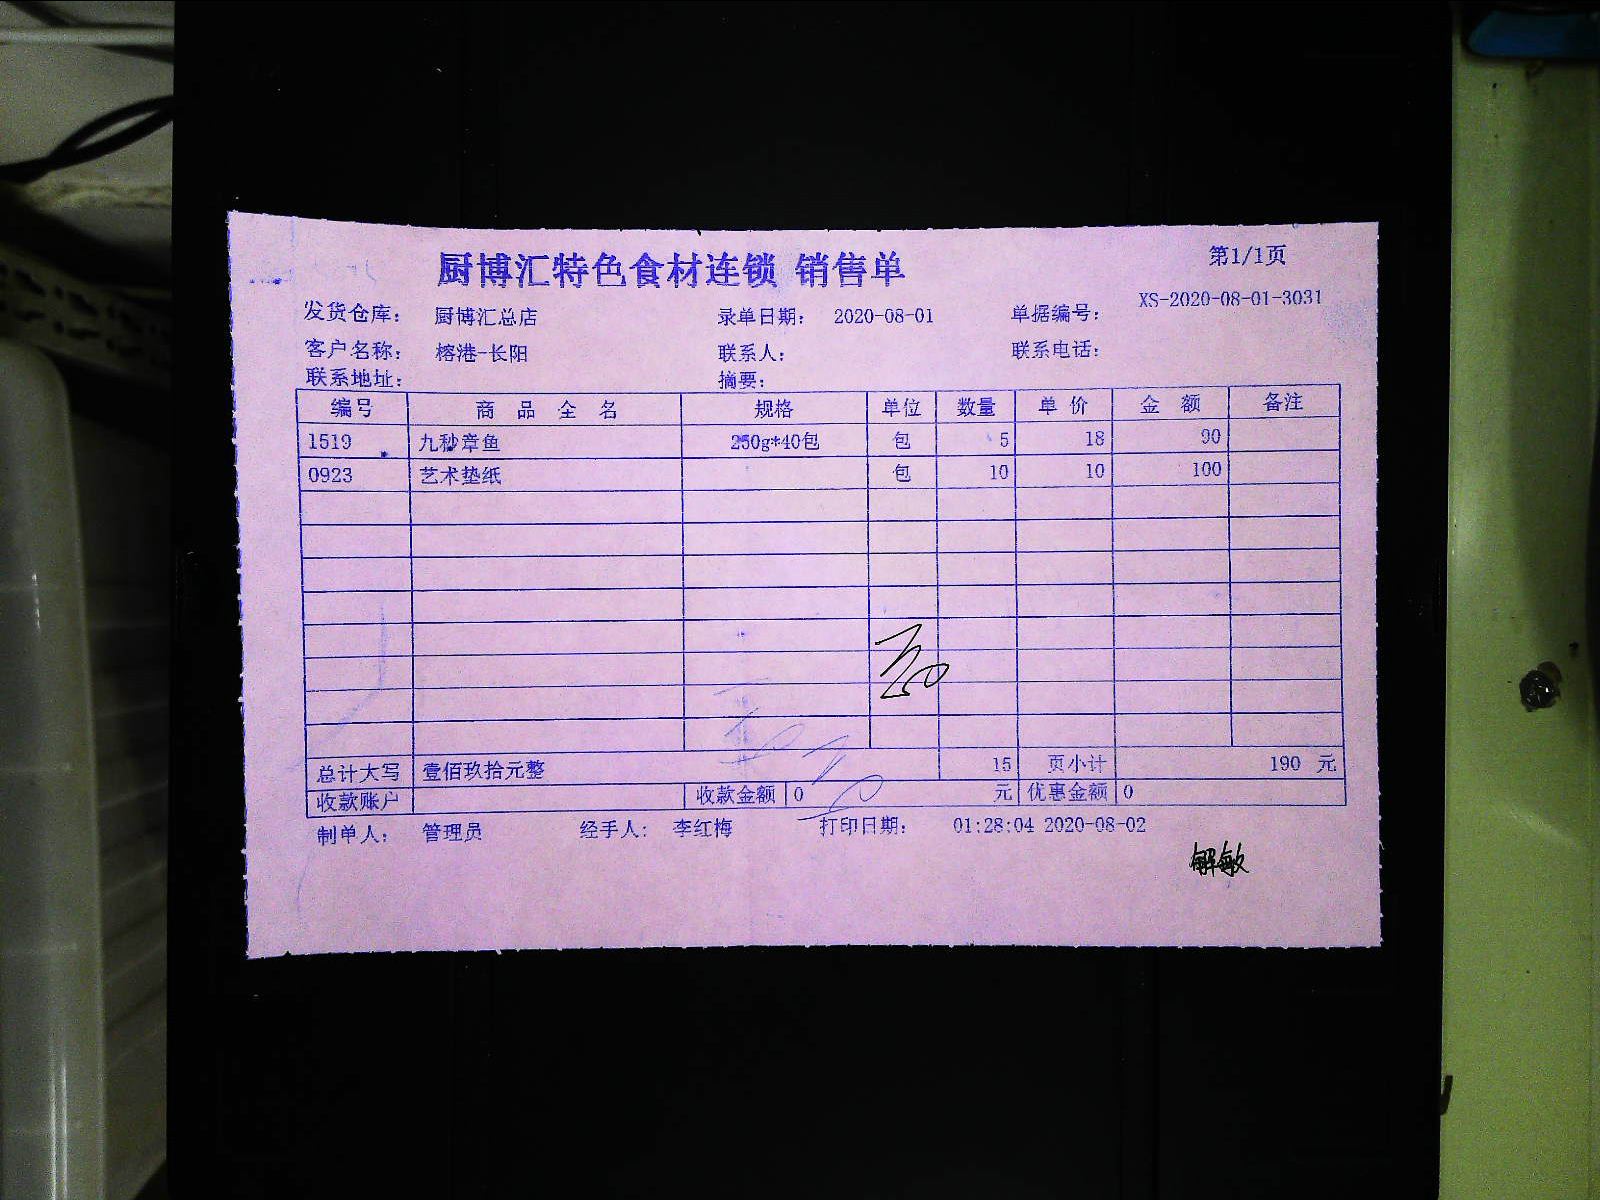 厨博汇特色食材连锁 销售单 第1/1页
发货仓库: 厨博汇总店 录单日期: 2020-08-01 单据编号: XS-2020-08-01-3031
客户名称: 榕港-长阳 联系人: 联系电话:
联系地址: 摘要:
编号 商品全名 规格 单位 数量 单价 金额 备注
1519 九秒章鱼 250g*40包 包 5 18 90
0923 艺术垫纸 包 10 10 100
总计大写 壹佰玖拾元整 15 页小计 190 元
收款账户 收款金额 0 元 优惠金额 0
制单人: 管理员 经手人: 李红梅 打印日期: 01:28:04 2020-08-02
解敏